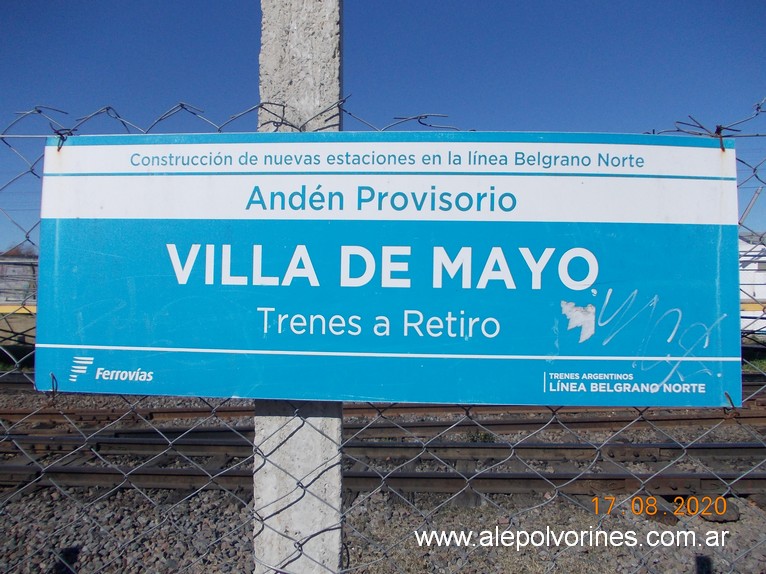 Construcción de nuevas estaciones en la línea Belgrano Norte
Andén Provisorio
VILLA DE MAYO
Trenes a Retiro
Ferrovías
TRENES ARGENTINOS
LÍNEA BELGRANO NORTE
17 08 2020
www.alepolvorines.com.ar